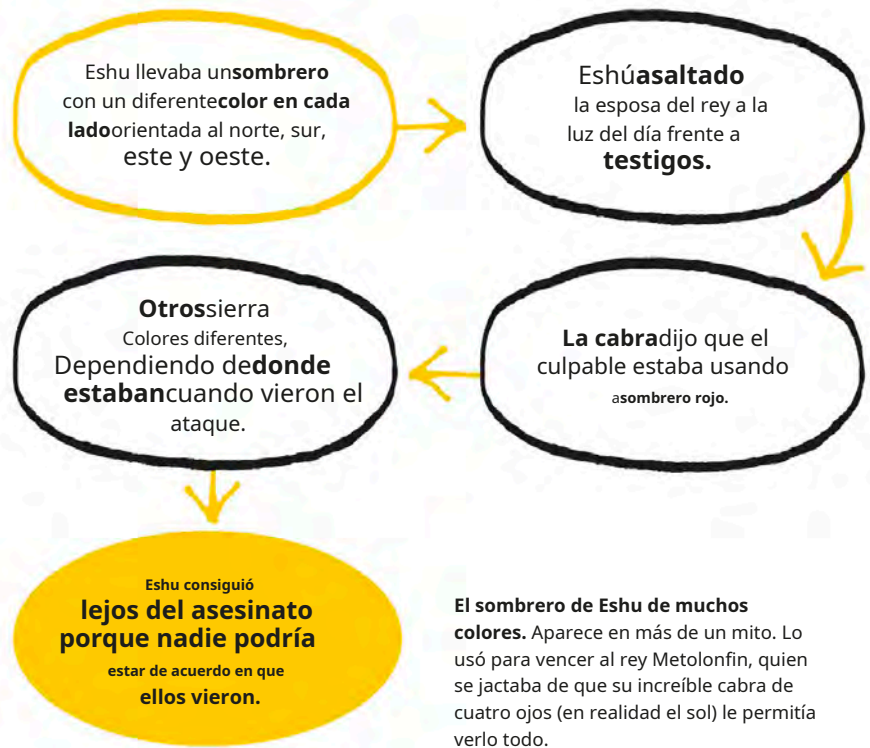 Eshu llevaba unsombrero
con un diferentecolor en cada
ladoorientada al norte, sur,
este y oeste.
Eshúasaltado
la esposa del rey a la
luz del día frente a
testigos.
La cabradijo que el
culpable estaba usando
asombrero rojo.
Otrossierra
Colores diferentes,
Dependiendo dedonde
estabancuando vieron el
ataque.
Eshu consiguió
lejos del asesinato
porque nadie podría
estar de acuerdo en que
ellos vieron.
El sombrero de Eshu de muchos
colores. Aparece en más de un mito. Lo
usó para vencer al rey Metolonfin, quien
se jactaba de que su increíble cabra de
cuatro ojos (en realidad el sol) le permitía
verlo todo.